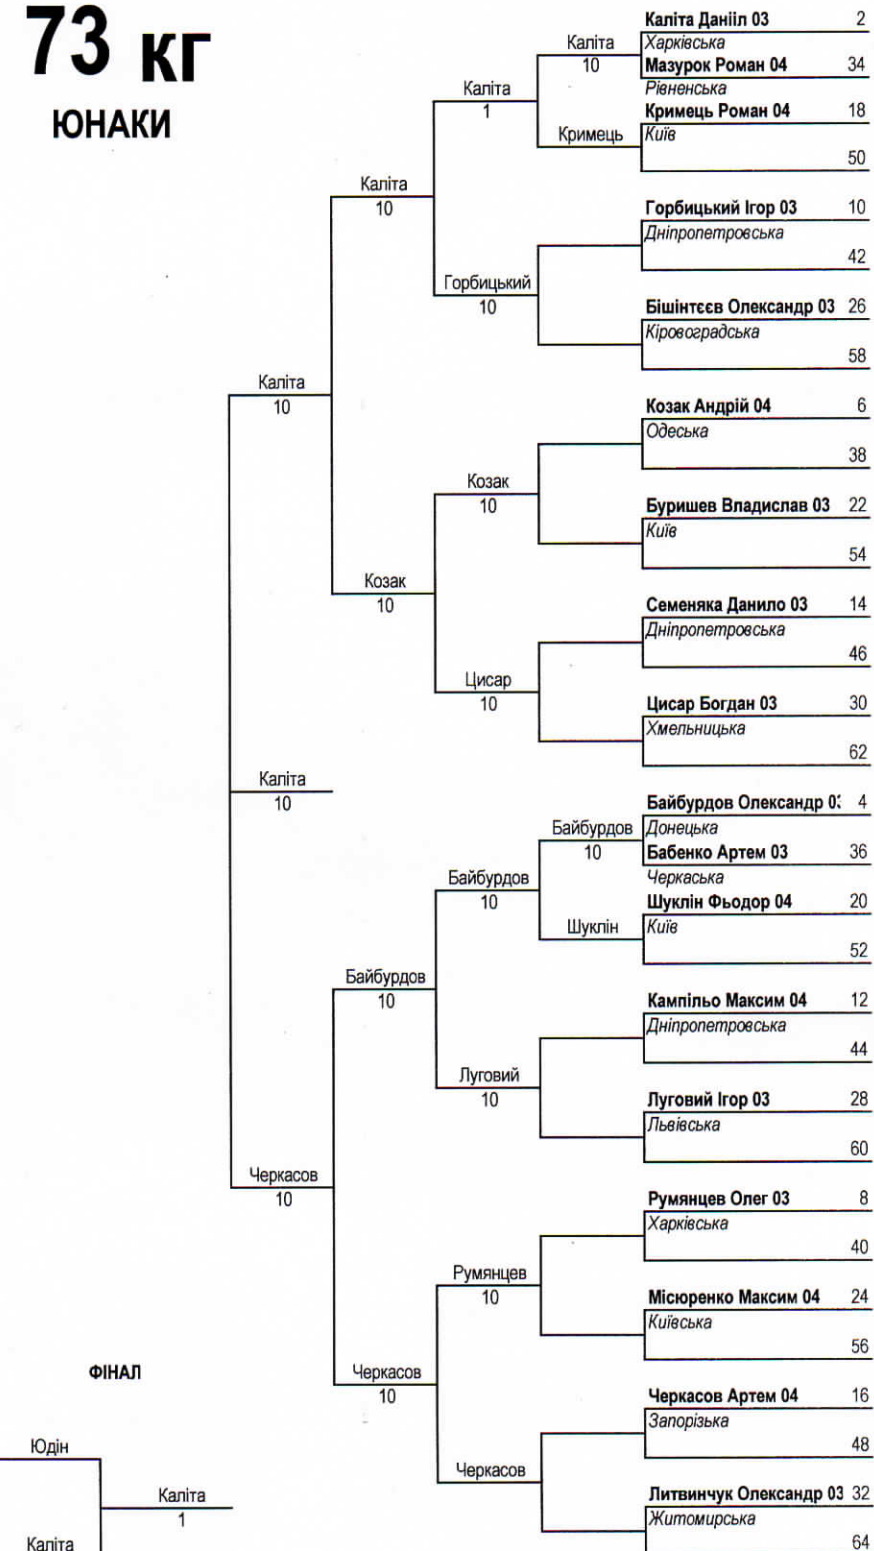 73 кг
ЮНАКИ
Каліта Данііл 03 2
Каліта
Харківська
10
Мазурок Роман 04 34
Каліта
Рівненська
1
Кримець Роман 04 18
Кримець
Київ
50
Каліта
10
Горбицький Ігор 03 10
Дніпропетровська
42
Горбицький
10
Бішінтєєв Олександр 03 26
Кіровоградська
58
Каліта
10
Козак Андрій 04 6
Одеська
38
Козак
10
Буришев Владислав 03 22
Київ
54
Козак
10
Семеняка Данило 03 14
Дніпропетровська
46
Цисар
10
Цисар Богдан 03 30
Хмельницька
62
Каліта
10
Байбурдов Олександр 03 4
Байбурдов
Донецька
10
Бабенко Артем 03 36
Байбурдов
Черкаська
10
Шуклін Фьодор 04 20
Шуклін
Київ
52
Байбурдов
10
Кампільо Максим 04 12
Дніпропетровська
44
Луговий
10
Луговий Ігор 03 28
Львівська
60
Черкасов
10
Румянцев Олег 03 8
Харківська
40
Румянцев
10
Місюренко Максим 04 24
Київська
56
ФІНАЛ
Черкасов
10
Черкасов Артем 04 16
Запорізька
48
Юдін
Черкасов
Литвинчук Олександр 03 32
Каліта
1
Житомирська
64
Каліта